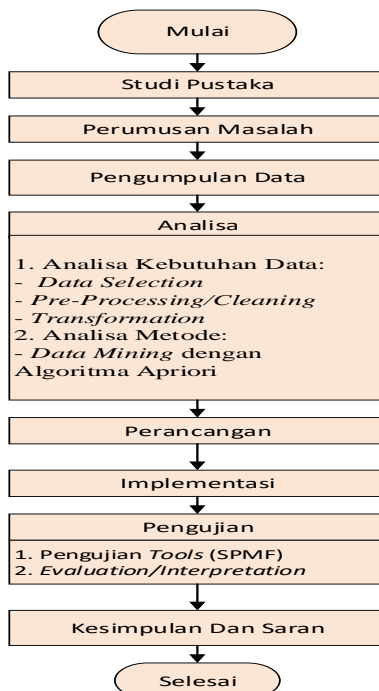 Mulai
Studi Pustaka
Perumusan Masalah
Pengumpulan Data
Analisa
1. Analisa Kebutuhan Data:
- Data Selection
- Pre-Processing/Cleaning
- Transformation
2. Analisa Metode:
- Data Mining dengan
Algoritma Apriori
Perancangan
Implementasi
Pengujian
1. Pengujian Tools (SPMF)
2. Evaluation/Interpretation
Kesimpulan Dan Saran
Selesai